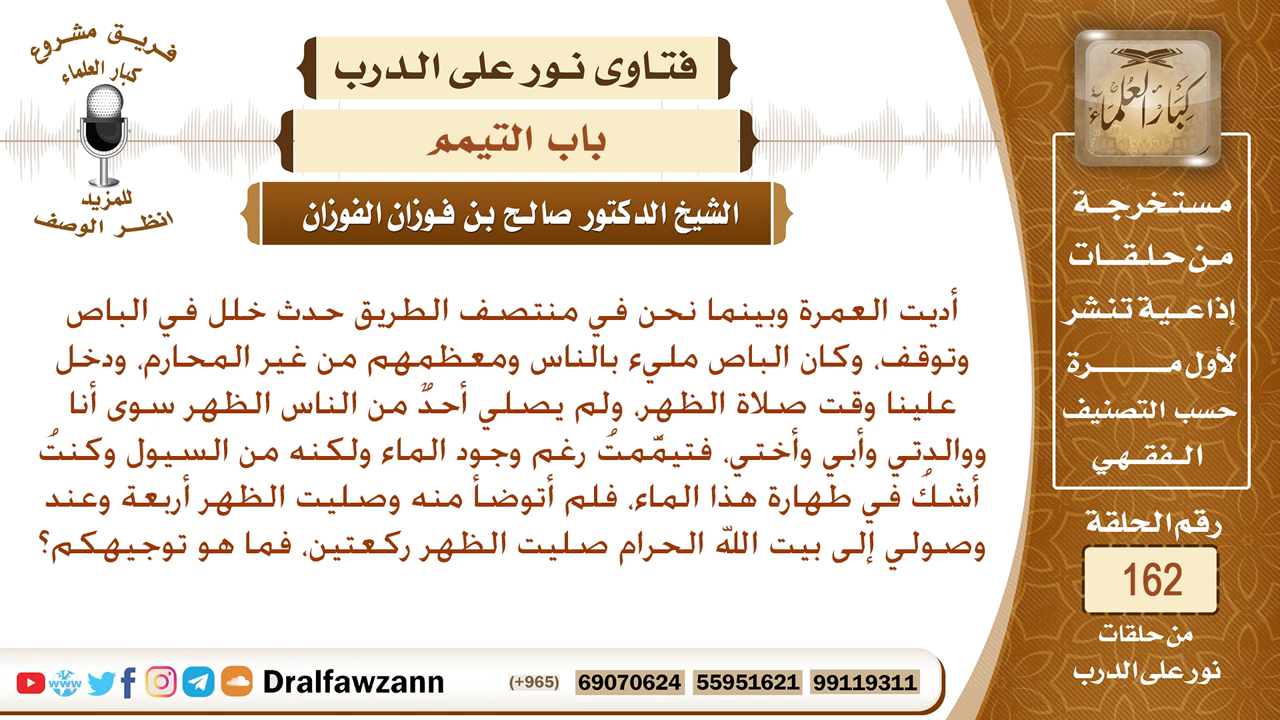 فريق مشروع
كبار العلماء
للمزيد
انظر الوصف
فتاوى نور على الدرب
باب التيمم
الشيخ الدكتور صالح بن فوزان الفوزان
كبار العلماء
مستخرجة
من حلقات
إذاعية تنشر
لأول مرة
حسب التصنيف
الفقهي
رقم الحلقة
162
من حلقات
نور على الدرب
أديت العمرة وبينما نحن في منتصف الطريق حدث خلل في الباص
وتوقف، وكان الباص مليء بالناس ومعظمهم من غير المحارم، ودخل
علينا وقت صلاة الظهر، ولم يصلي أحدٌ من الناس الظهر سوى أنا
ووالدتي وأبي وأختي، فتيمّمتُ رغم وجود الماء ولكنه من السيول وكنتُ
أشكُ في طهارة هذا الماء، فلم أتوضأ منه وصليت الظهر أربعة وعند
وصولي إلى بيت الله الحرام صليت الظهر ركعتين، فما هو توجيهكم؟
www
Dralfawzann
(+965) 69070624 55951621 99119311